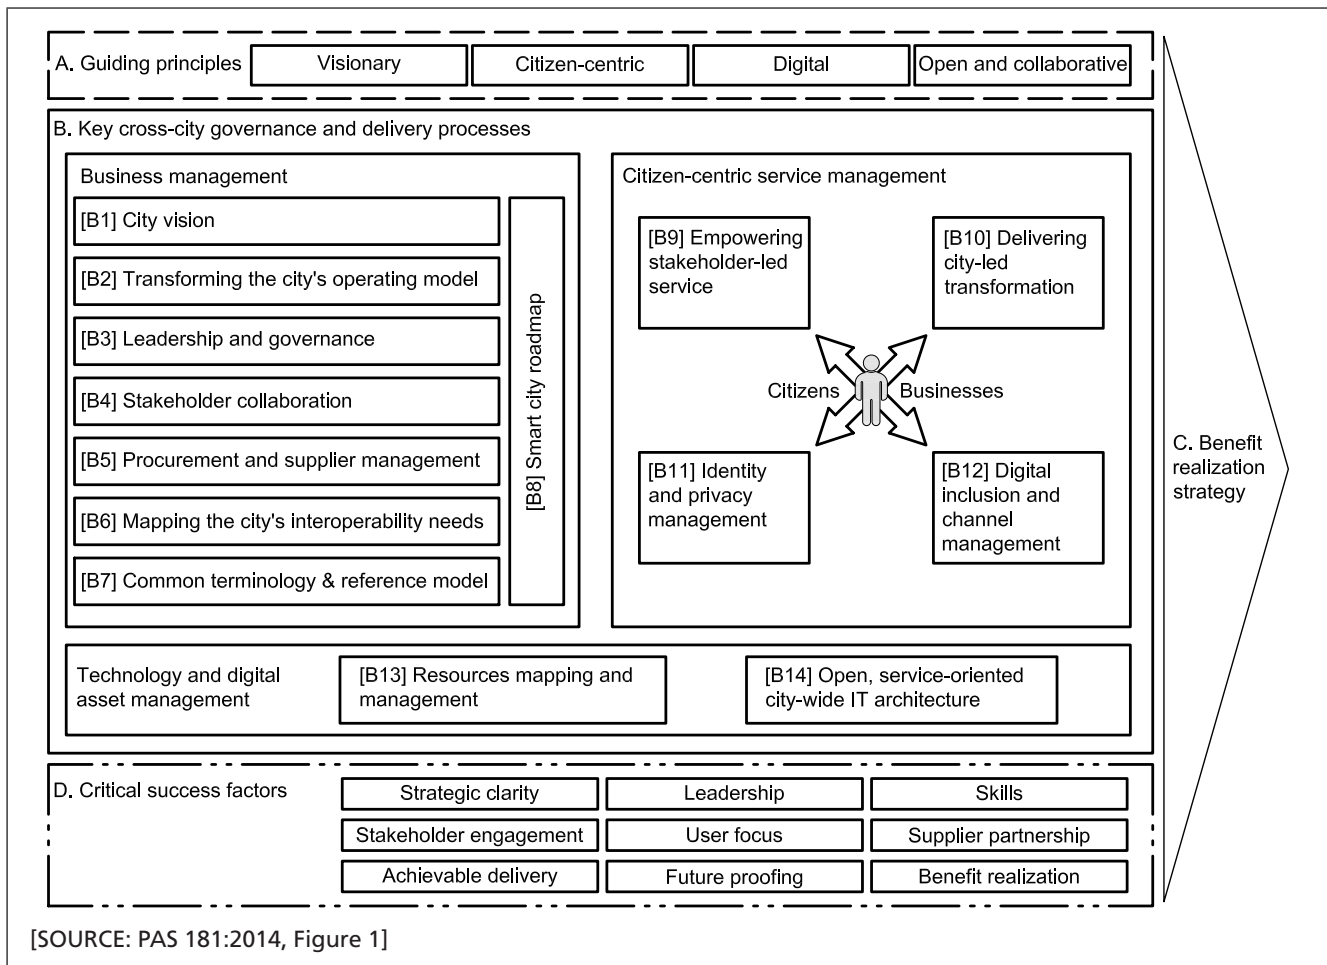 A. Guiding principles
Visionary
Citizen-centric
Digital
Open and collaborative
B. Key cross-city governance and delivery processes
Business management
[B1] City vision
[B2] Transforming the city's operating model
[B3] Leadership and governance
[B4] Stakeholder collaboration
[B5] Procurement and supplier management
[B6] Mapping the city's interoperability needs
[B7] Common terminology & reference model
[B8] Smart city roadmap
Citizen-centric service management
[B9] Empowering
stakeholder-led
service
[B10] Delivering
city-led
transformation
Citizens
Businesses
[B11] Identity
and privacy
management
[B12] Digital
inclusion and
channel
management
Technology and digital
asset management
[B13] Resources mapping and
management
[B14] Open, service-oriented
city-wide IT architecture
C. Benefit
realization
strategy
D. Critical success factors
Strategic clarity
Leadership
Skills
Stakeholder engagement
User focus
Supplier partnership
Achievable delivery
Future proofing
Benefit realization
[SOURCE: PAS 181:2014, Figure 1]